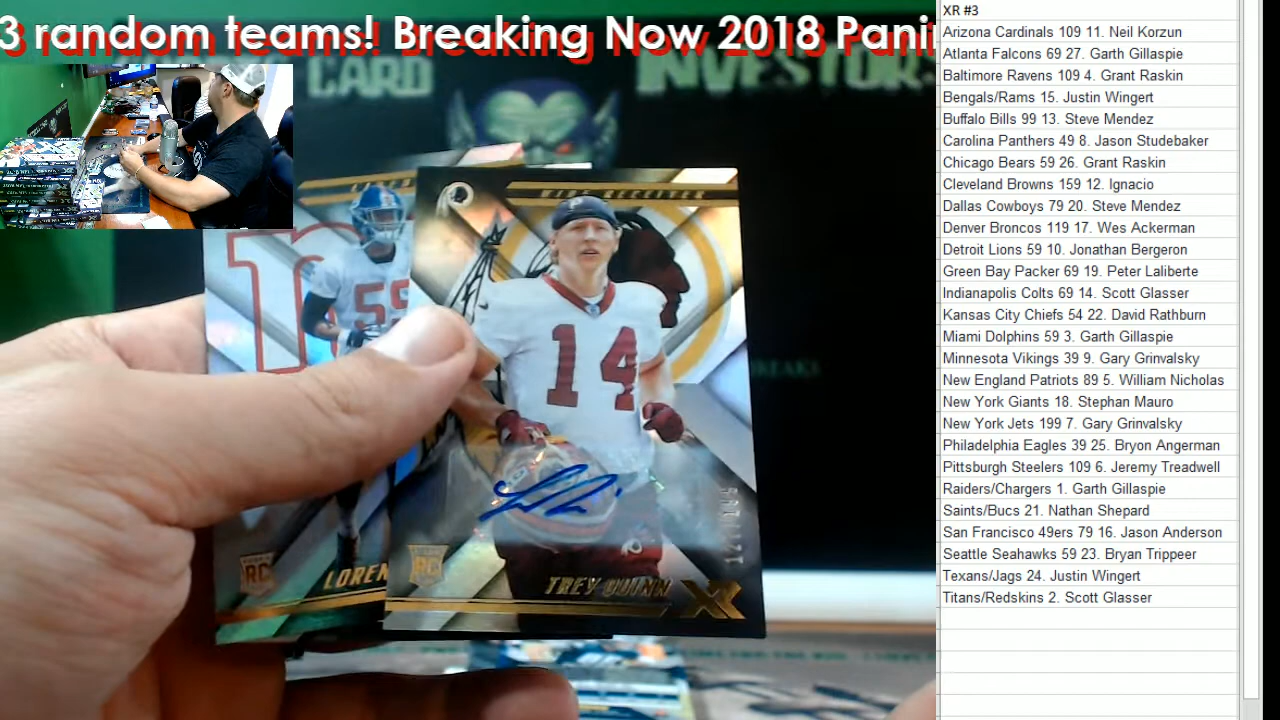 3 random teams! Breaking Now 2018 Pani
CARD INVESTOR
WIDE RECEIVER
14
55
RC
LOREN
RC
TREY QUINN XR
BREAKS
XR #3
Arizona Cardinals 109 11. Neil Korzun
Atlanta Falcons 69 27. Garth Gillaspie
Baltimore Ravens 109 4. Grant Raskin
Bengals/Rams 15. Justin Wingert
Buffalo Bills 99 13. Steve Mendez
Carolina Panthers 49 8. Jason Studebaker
Chicago Bears 59 26. Grant Raskin
Cleveland Browns 159 12. Ignacio
Dallas Cowboys 79 20. Steve Mendez
Denver Broncos 119 17. Wes Ackerman
Detroit Lions 59 10. Jonathan Bergeron
Green Bay Packer 69 19. Peter Laliberte
Indianapolis Colts 69 14. Scott Glasser
Kansas City Chiefs 54 22. David Rathburn
Miami Dolphins 59 3. Garth Gillaspie
Minnesota Vikings 39 9. Gary Grinvalsky
New England Patriots 89 5. William Nicholas
New York Giants 18. Stephan Mauro
New York Jets 199 7. Gary Grinvalsky
Philadelphia Eagles 39 25. Bryon Angerman
Pittsburgh Steelers 109 6. Jeremy Treadwell
Raiders/Chargers 1. Garth Gillaspie
Saints/Bucs 21. Nathan Shepard
San Francisco 49ers 79 16. Jason Anderson
Seattle Seahawks 59 23. Bryan Trippeer
Texans/Jags 24. Justin Wingert
Titans/Redskins 2. Scott Glasser